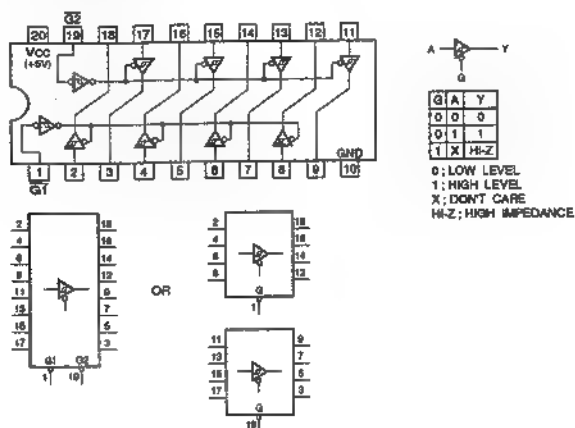 G2
20 19 18 17 16 15 14 13 12 11
VCC
(+5V)
GND
1 2 3 4 5 6 7 8 9 10
G1
A Y
G
G A Y
0 0 0
0 1 1
1 X HI-Z
0 ; LOW LEVEL
1 ; HIGH LEVEL
X ; DON'T CARE
HI-Z ; HIGH IMPEDANCE
2 18
4 16
6 14
8 12
11 9
13 7
15 5
17 3
G1 G2
1 19
OR
2 18
4 16
6 14
8 12
G
1
11 9
13 7
15 5
17 3
G
19